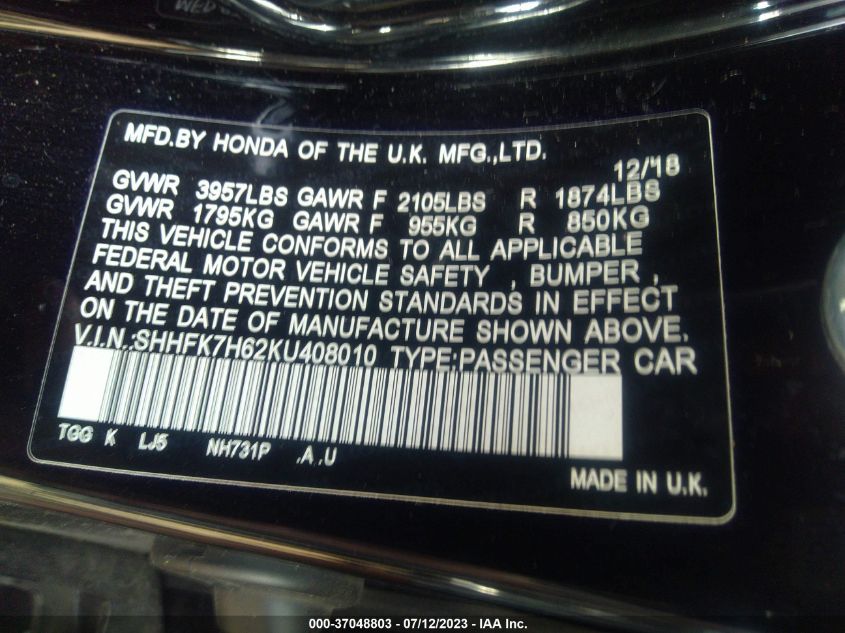 MFD.BY HONDA OF THE U.K. MFG.,LTD. 12/18
GVWR 3957LBS GAWR F 2105LBS R 1874LBS
GVWR 1795KG GAWR F 955KG R 850KG
THIS VEHICLE CONFORMS TO ALL APPLICABLE
FEDERAL MOTOR VEHICLE SAFETY , BUMPER ,
AND THEFT PREVENTION STANDARDS IN EFFECT
ON THE DATE OF MANUFACTURE SHOWN ABOVE.
V.I.N.:SHHFK7H62KU408010 TYPE:PASSENGER CAR
TGG K LJ5 NH731P .A .U
MADE IN U.K.
000-37048803 - 07/12/2023 - IAA Inc.